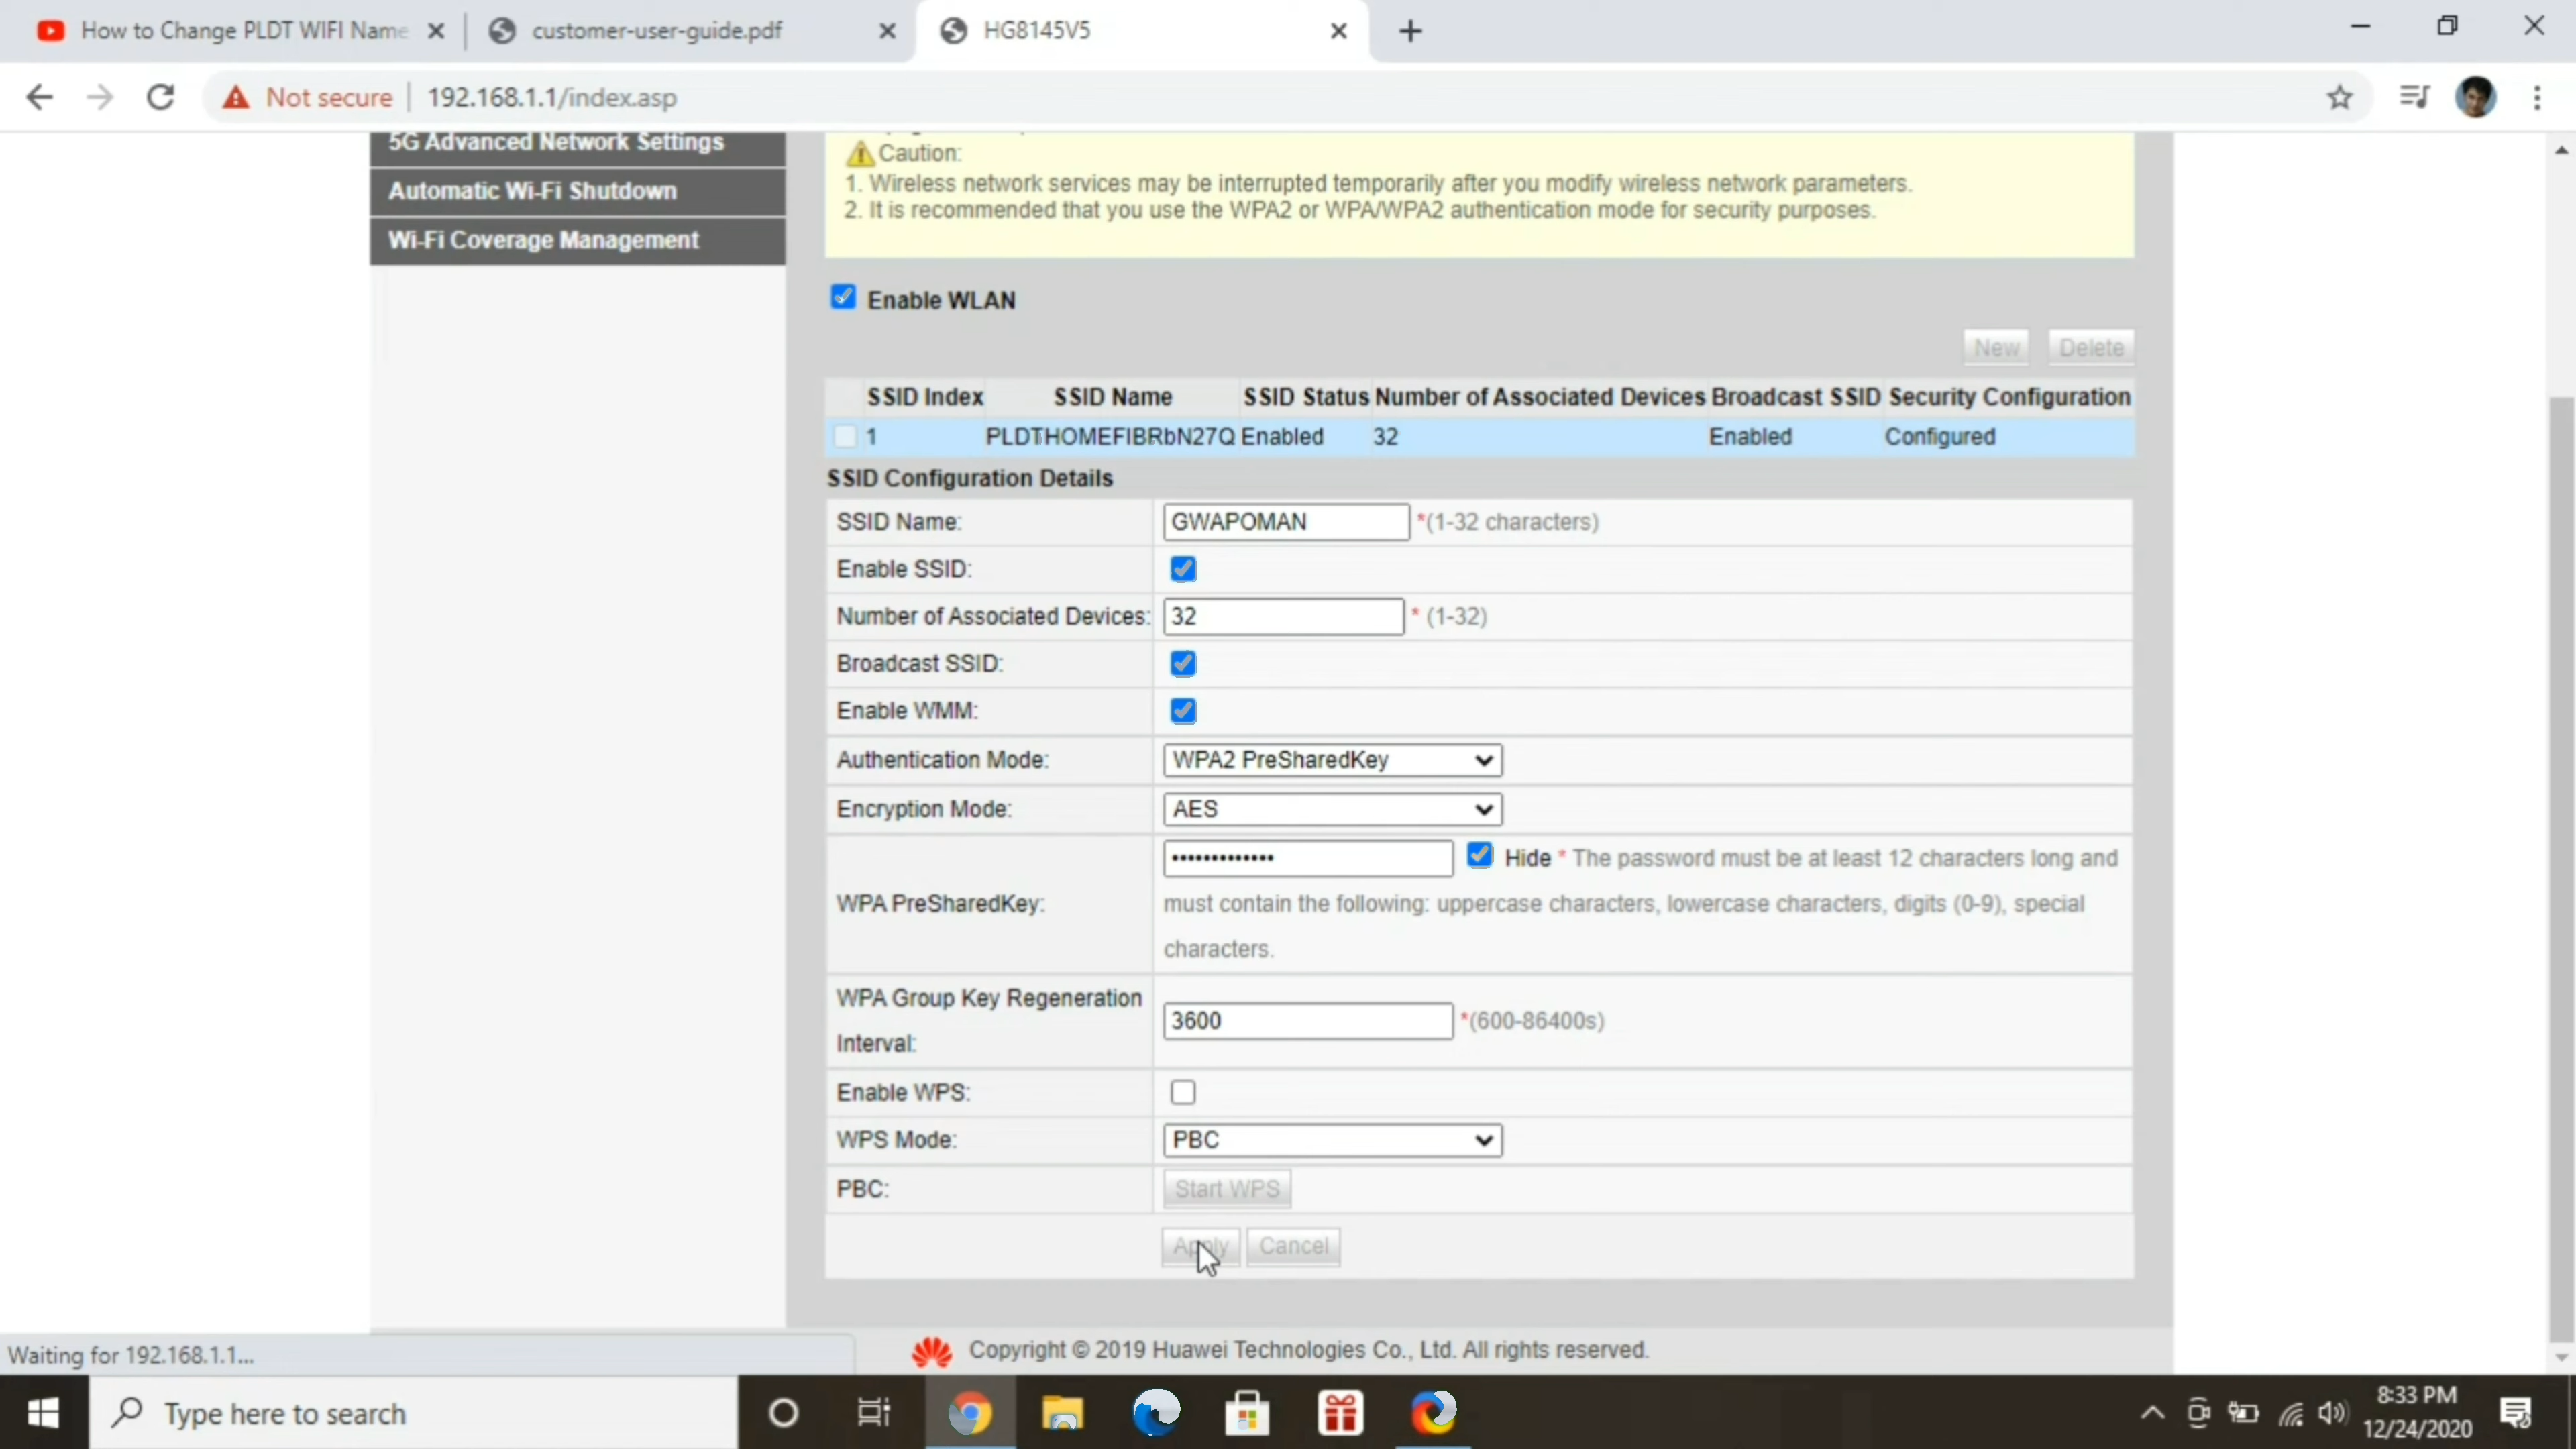 How to Change PLDT WIFI Name
customer-user-guide.pdf
HG8145V5
Not secure
192.168.1.1/index.asp
5G Advanced Network Settings
Automatic Wi-Fi Shutdown
Wi-Fi Coverage Management
Caution:
1. Wireless network services may be interrupted temporarily after you modify wireless network parameters.
2. It is recommended that you use the WPA2 or WPA/WPA2 authentication mode for security purposes.
Enable WLAN
New Delete
SSID Index SSID Name SSID Status Number of Associated Devices Broadcast SSID Security Configuration
1 PLDTHOMEFIBRbN27Q Enabled 32 Enabled Configured
SSID Configuration Details
SSID Name: GWAPOMAN *(1-32 characters)
Enable SSID:
Number of Associated Devices: 32 * (1-32)
Broadcast SSID:
Enable WMM:
Authentication Mode: WPA2 PreSharedKey
Encryption Mode: AES
••••••••••••• Hide * The password must be at least 12 characters long and
WPA PreSharedKey: must contain the following: uppercase characters, lowercase characters, digits (0-9), special
characters.
WPA Group Key Regeneration
Interval:
3600 *(600-86400s)
Enable WPS:
WPS Mode: PBC
PBC: Start WPS
Apply Cancel
Waiting for 192.168.1.1...
Copyright © 2019 Huawei Technologies Co., Ltd. All rights reserved.
Type here to search
8:33 PM
12/24/2020